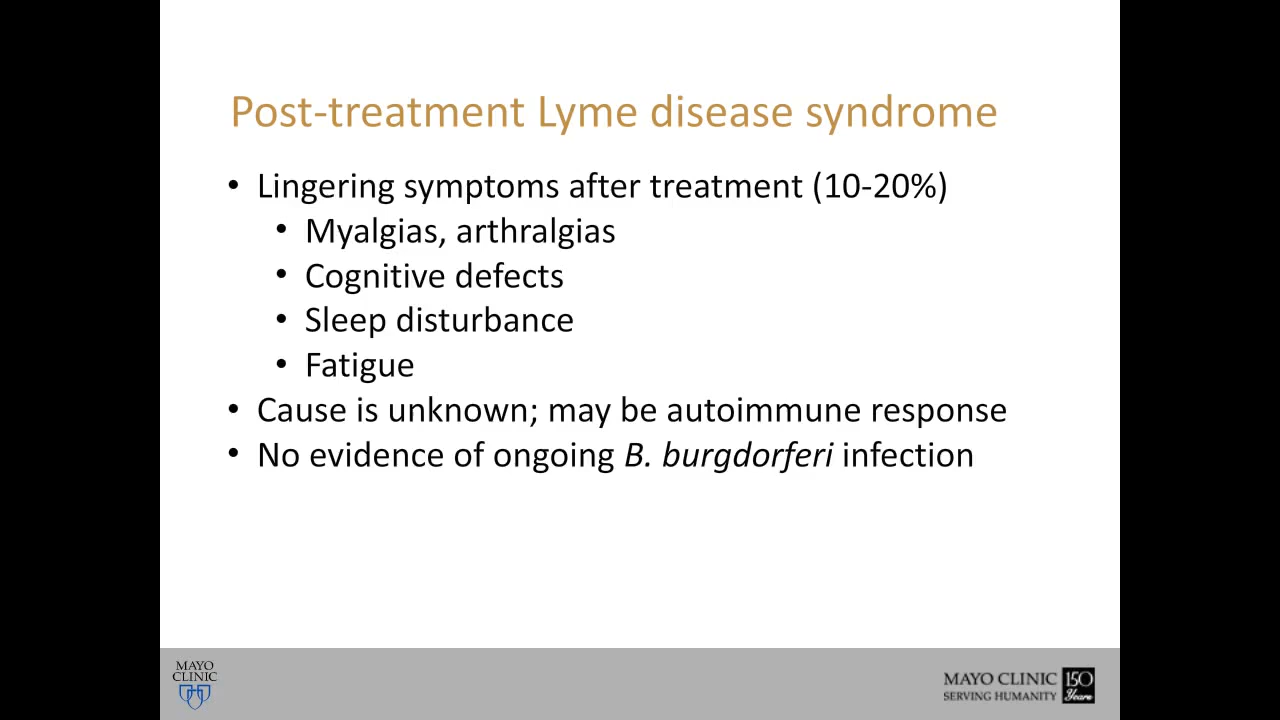 Post-treatment Lyme disease syndrome
• Lingering symptoms after treatment (10-20%)
• Myalgias, arthralgias
• Cognitive defects
• Sleep disturbance
• Fatigue
• Cause is unknown; may be autoimmune response
• No evidence of ongoing B. burgdorferi infection
MAYO
CLINIC
MAYO CLINIC 150
SERVING HUMANITY Years